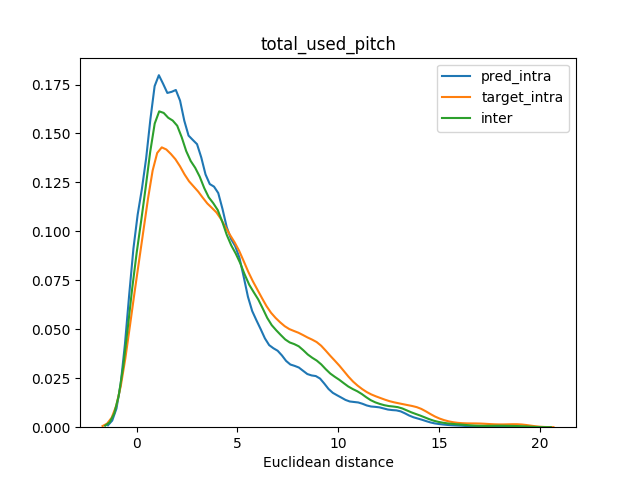 total_used_pitch
pred_intra
target_intra
inter
0.175
0.150
0.125
0.100
0.075
0.050
0.025
0.000
0 5 10 15 20
Euclidean distance